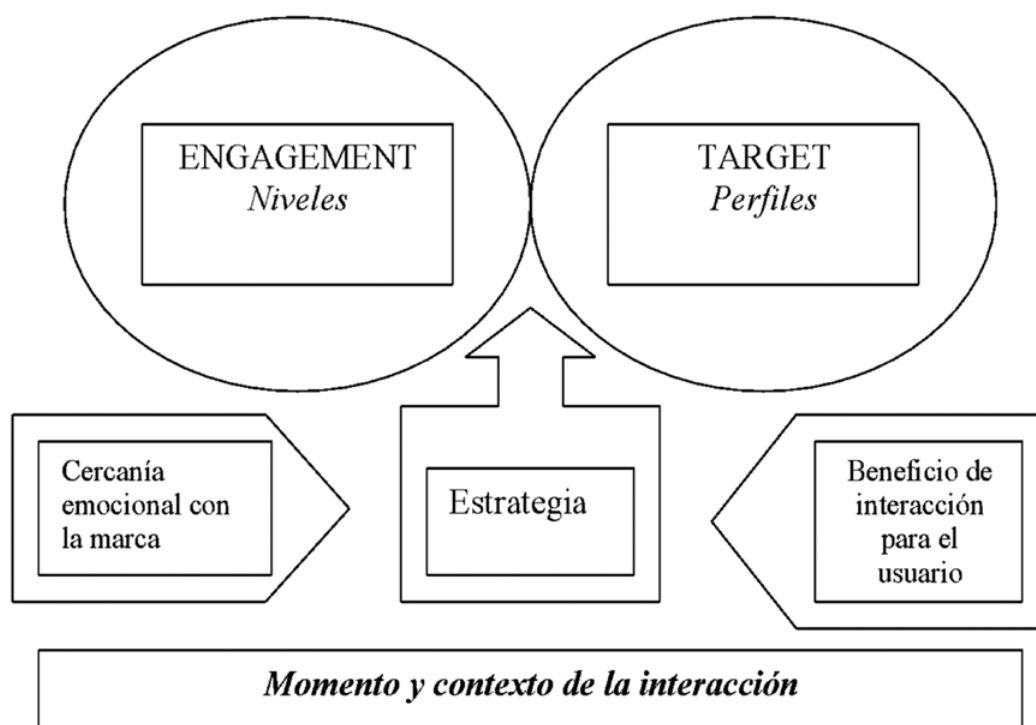 ENGAGEMENT
Niveles
TARGET
Perfiles
Cercanía
emocional con
la marca
Estrategia
Beneficio de
interacción
para el
usuario
Momento y contexto de la interacción